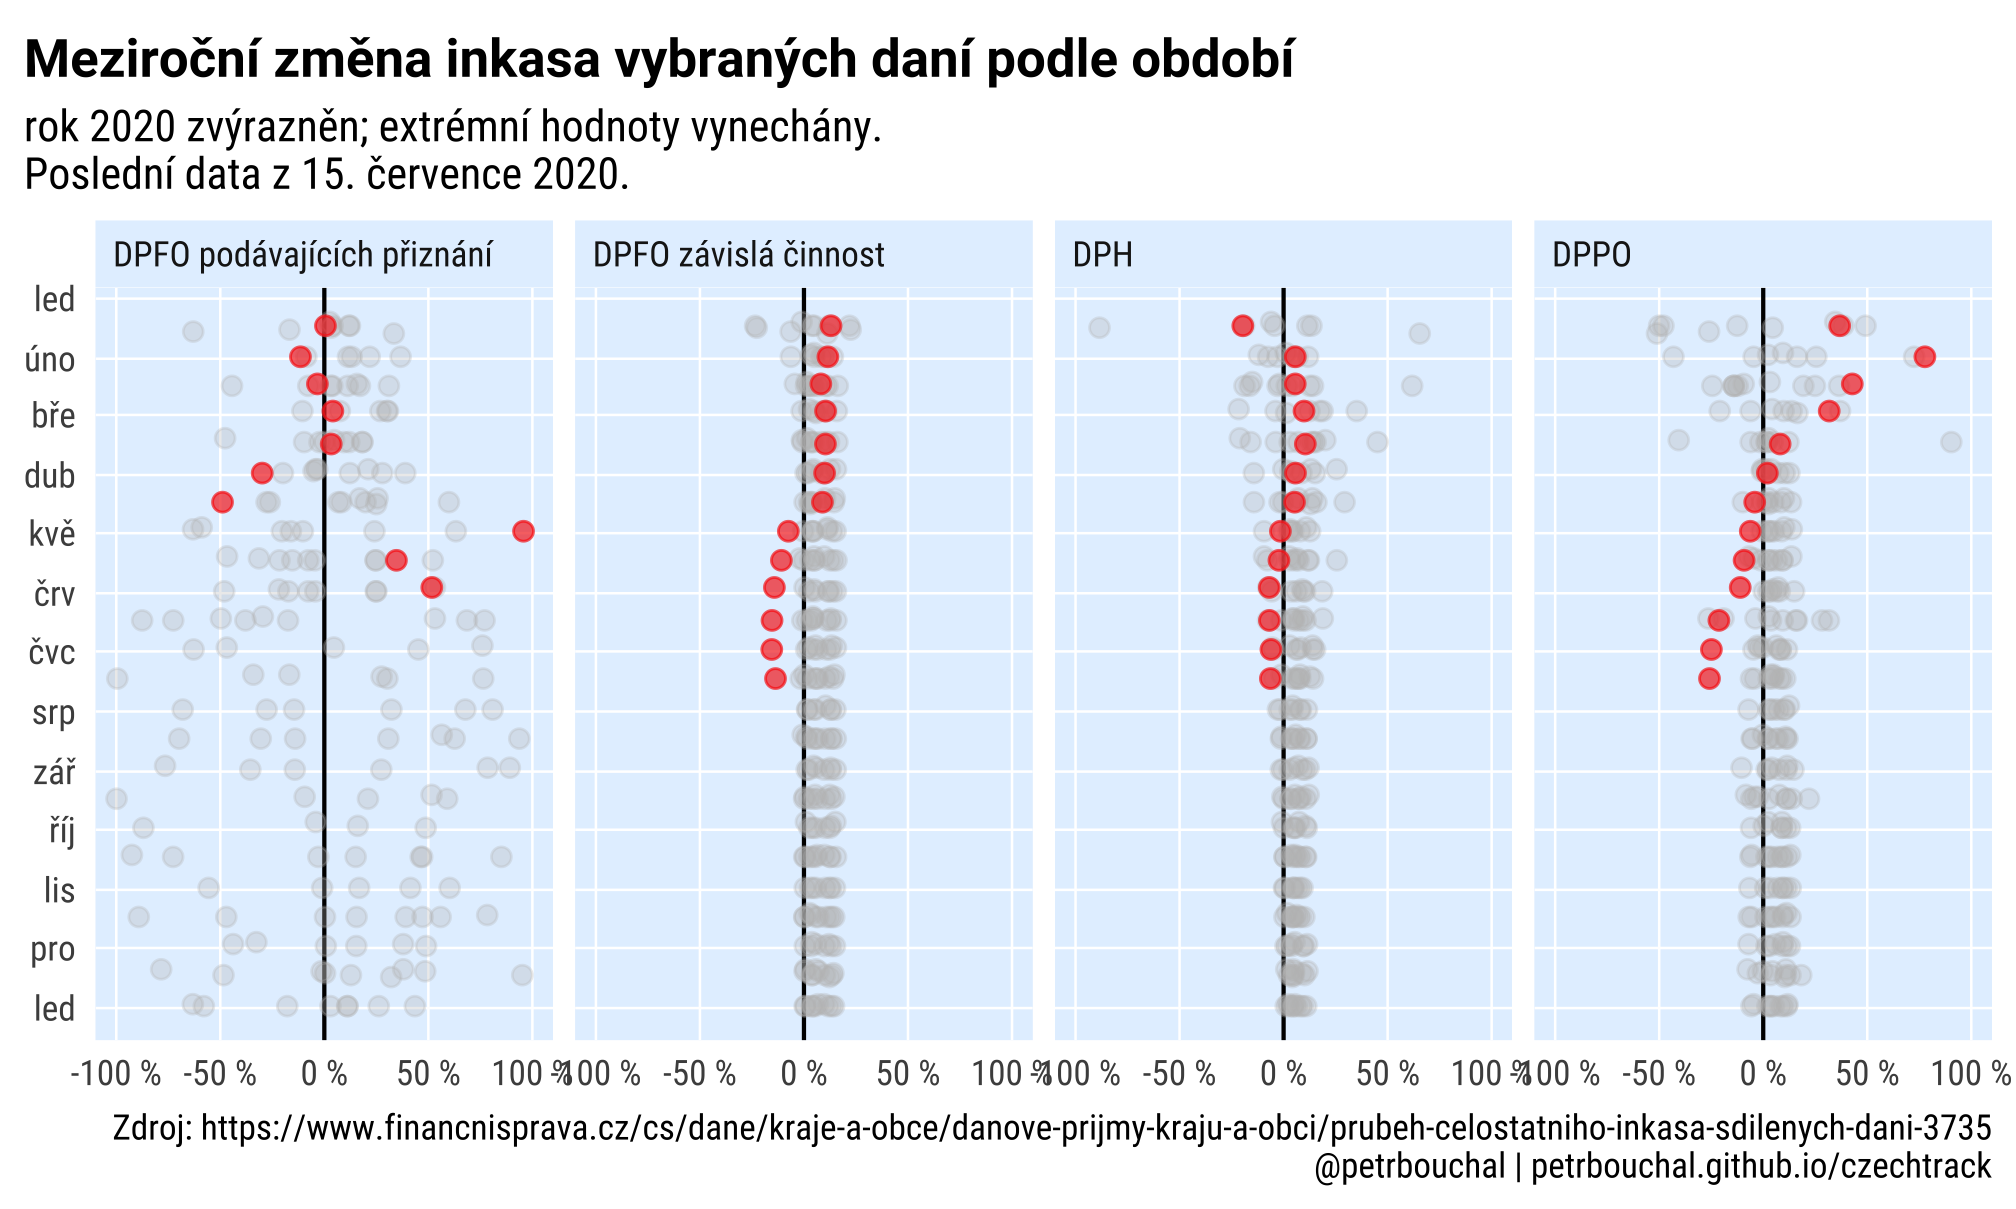 Meziroční změna inkasa vybraných daní podle období
rok 2020 zvýrazněn; extrémní hodnoty vynechány.
Poslední data z 15. července 2020.
DPFO podávajících přiznání
DPFO závislá činnost
DPH
DPPO
led
úno
bře
dub
kvě
črv
čvc
srp
zář
říj
lis
pro
led
-100 % -50 % 0 % 50 % 100 %
-100 % -50 % 0 % 50 % 100 %
-100 % -50 % 0 % 50 % 100 %
-100 % -50 % 0 % 50 % 100 %
Zdroj: https://www.financnisprava.cz/cs/dane/kraje-a-obce/danove-prijmy-kraju-a-obci/prubeh-celostatniho-inkasa-sdilenych-dani-3735
@petrbouchal | petrbouchal.github.io/czechtrack